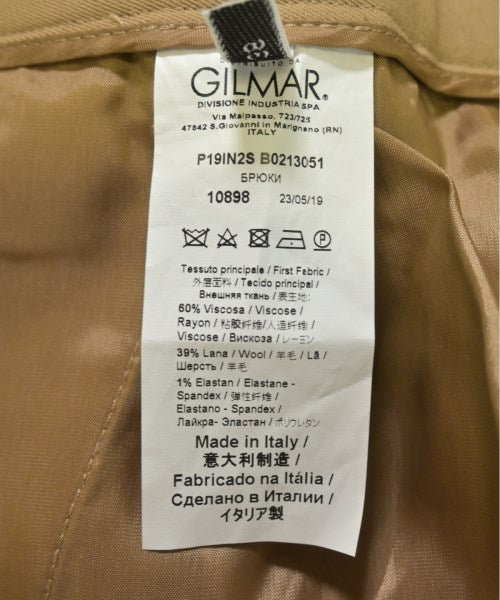 38
DISTRIBUITO DA
GILMAR®
DIVISIONE INDUSTRIA SPA
Via Malpasso, 723/725
47842 S.Giovanni in Marignano (RN)
ITALY
P19IN2S B0213051
БРЮКИ
10898 23/05/19
P
Tessuto principale / First Fabric /
外层面料 / Tecido principal /
Внешняя ткань / 表生地:
60% Viscosa / Viscose /
Rayon / 粘胶纤维/人造纤维 /
Viscose / Вискоза / レーヨン
39% Lana / Wool / 羊毛 / Lã /
Шерсть / 羊毛
1% Elastan / Elastane -
Spandex / 弹性纤维 /
Elastano - Spandex /
Лайкра- Эластан / ポリウレタン
Made in Italy /
意大利制造 /
Fabricado na Itália /
Сделано в Италии /
イタリア製